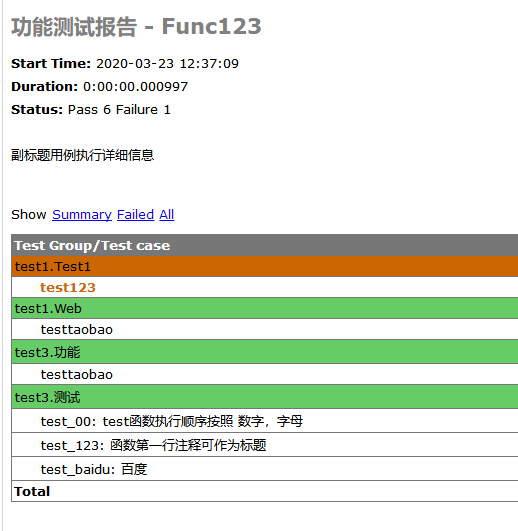 功能测试报告 - Func123
Start Time: 2020-03-23 12:37:09
Duration: 0:00:00.000997
Status: Pass 6 Failure 1
副标题用例执行详细信息
Show Summary Failed All
Test Group/Test case
test1.Test1
test123
test1.Web
testtaobao
test3.功能
testtaobao
test3.测试
test_00: test函数执行顺序按照 数字，字母
test_123: 函数第一行注释可作为标题
test_baidu: 百度
Total